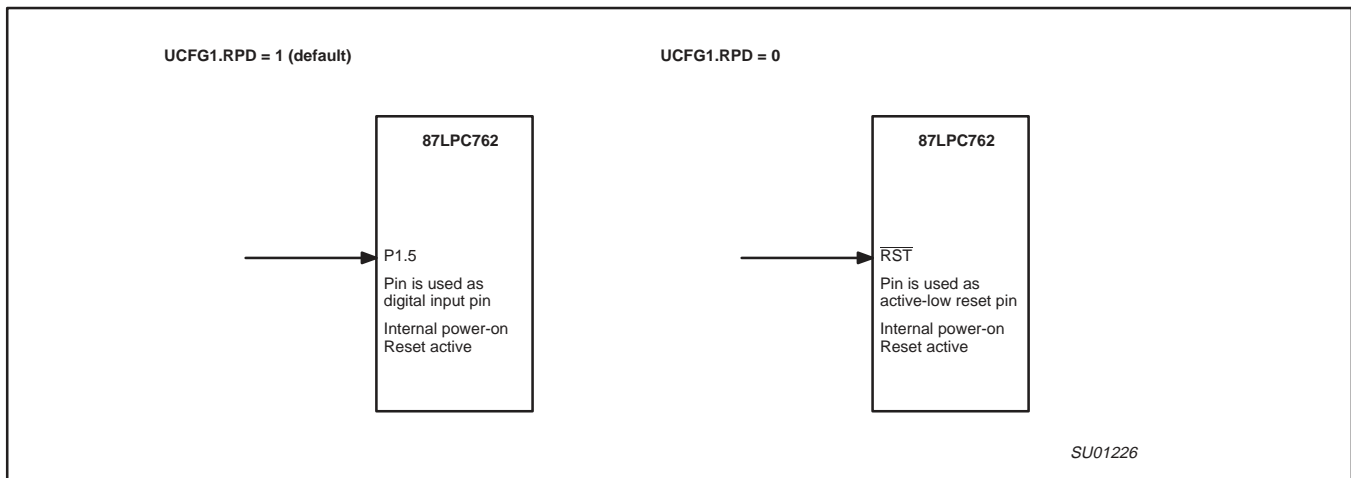 UCFG1.RPD = 1 (default)
UCFG1.RPD = 0
87LPC762
P1.5
Pin is used as
digital input pin
Internal power-on
Reset active
87LPC762
R̅S̅T̅
Pin is used as
active-low reset pin
Internal power-on
Reset active
SU01226